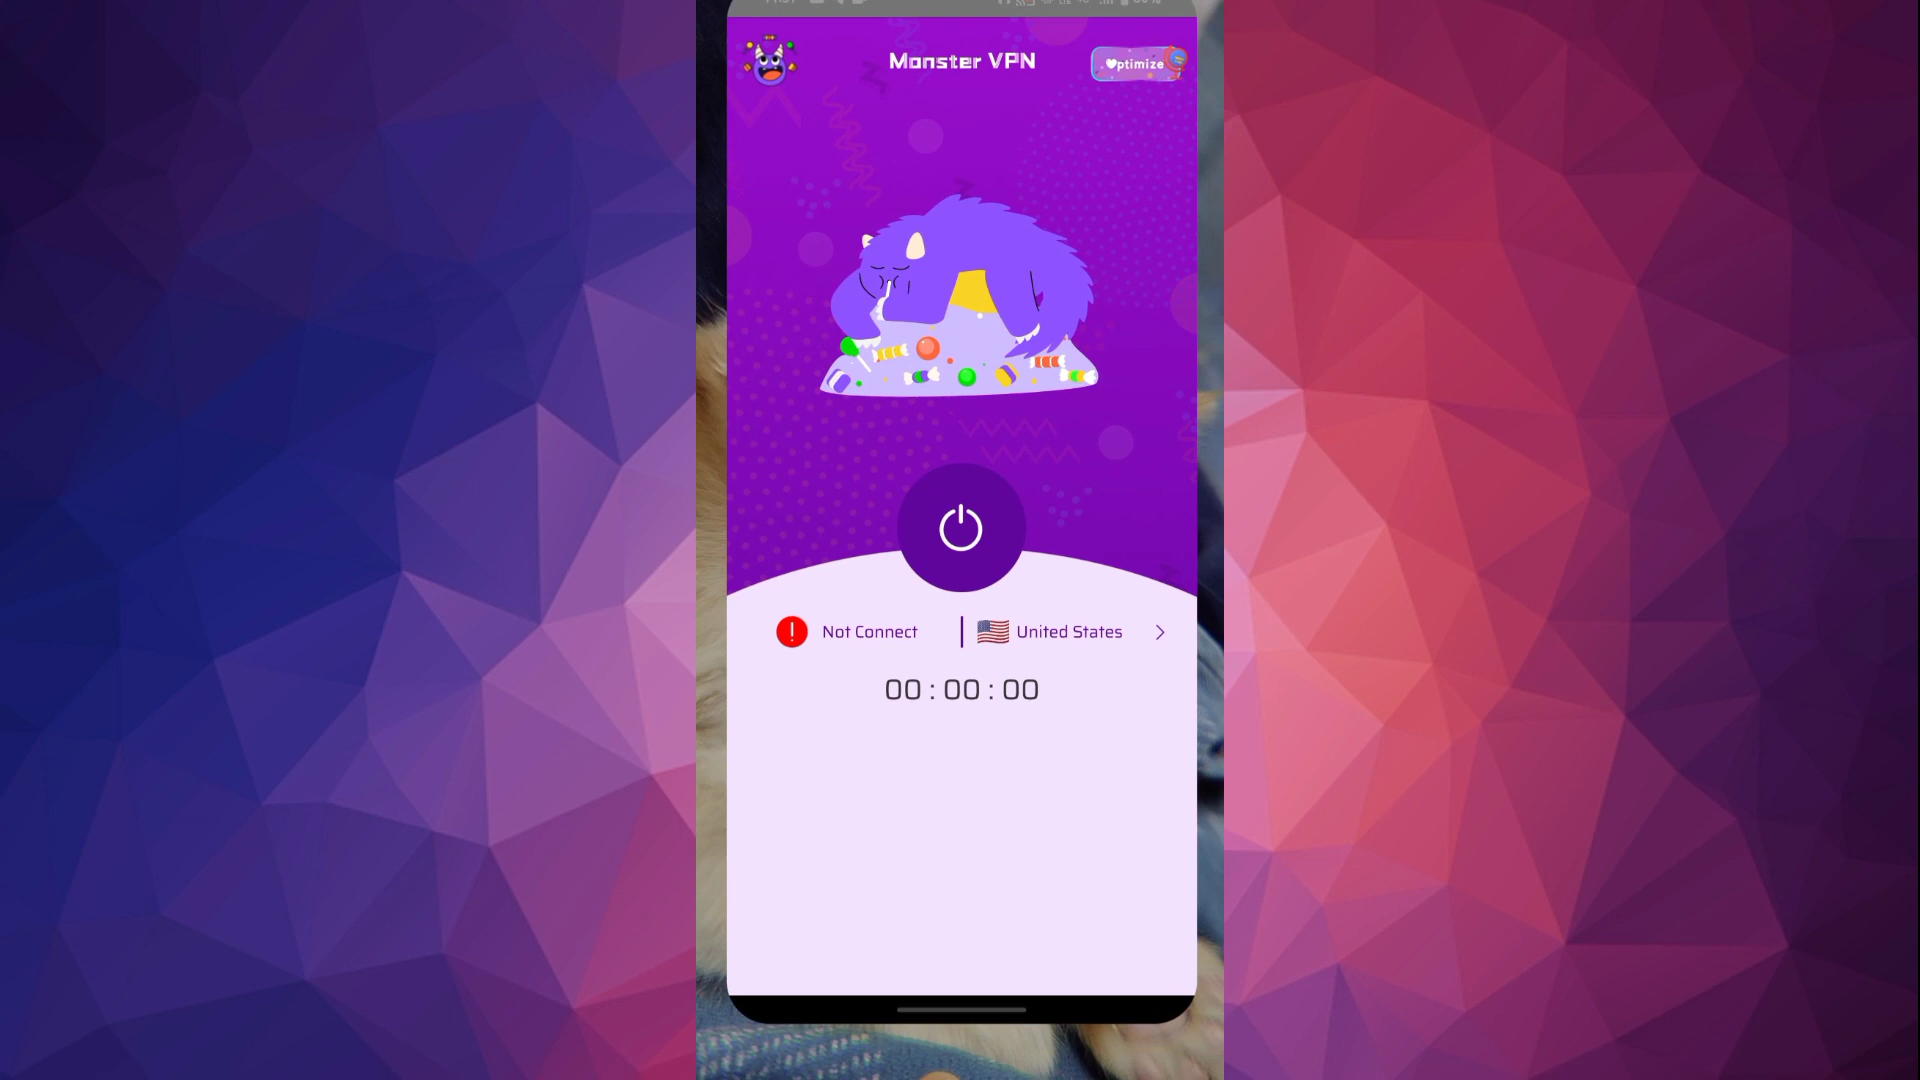 Monster VPN
ptimize
Not Connect
United States
00 : 00 : 00